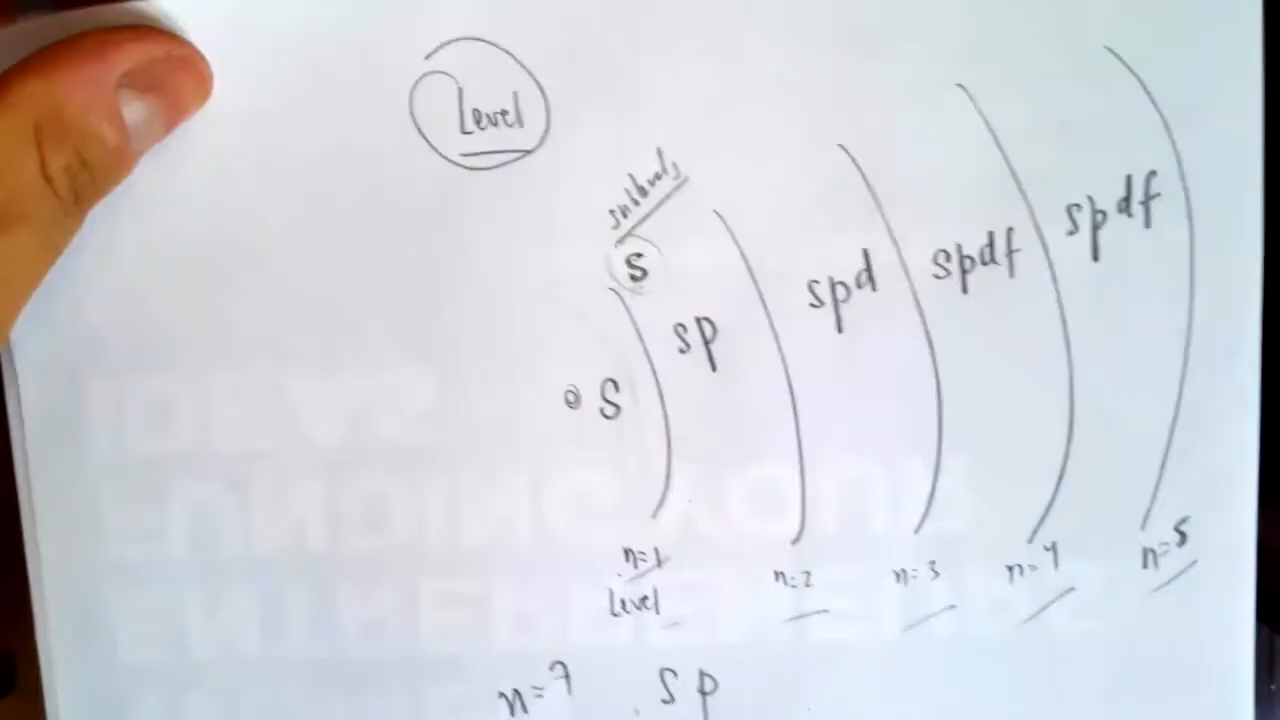 Level
sublevels
S
S
sp
spd
spdf
spdf
n=1
n=2
n=3
n=4
n=5
Level
n=7 sp